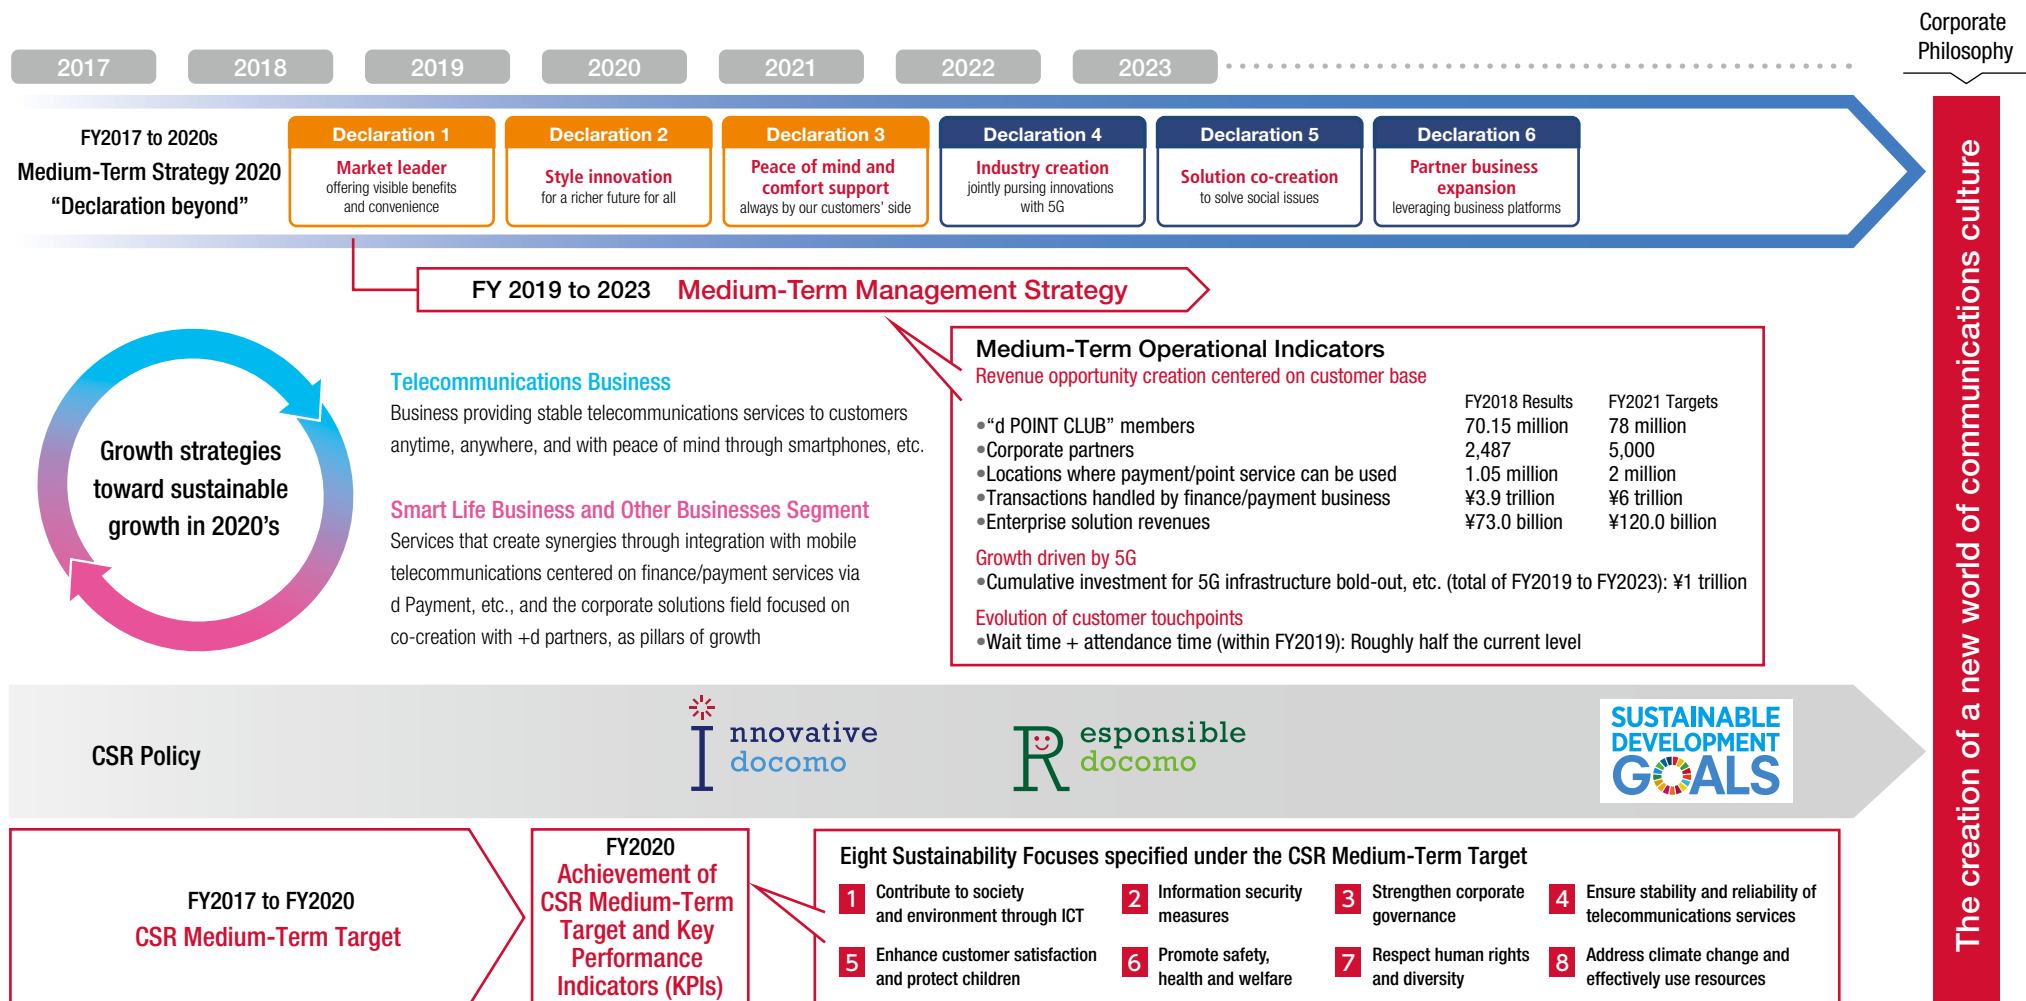 Corporate
Philosophy
2017
2018
2019
2020
2021
2022
2023
FY2017 to 2020s
Medium-Term Strategy 2020
“Declaration beyond”
Declaration 1
Market leader
offering visible benefits
and convenience
Declaration 2
Style innovation
for a richer future for all
Declaration 3
Peace of mind and
comfort support
always by our customers’ side
Declaration 4
Industry creation
jointly pursing innovations
with 5G
Declaration 5
Solution co-creation
to solve social issues
Declaration 6
Partner business
expansion
leveraging business platforms
The creation of a new world of communications culture
FY 2019 to 2023 Medium-Term Management Strategy
Growth strategies
toward sustainable
growth in 2020’s
Telecommunications Business
Business providing stable telecommunications services to customers
anytime, anywhere, and with peace of mind through smartphones, etc.
Smart Life Business and Other Businesses Segment
Services that create synergies through integration with mobile
telecommunications centered on finance/payment services via
d Payment, etc., and the corporate solutions field focused on
co-creation with +d partners, as pillars of growth
Medium-Term Operational Indicators
Revenue opportunity creation centered on customer base
FY2018 Results FY2021 Targets
•“d POINT CLUB” members 70.15 million 78 million
•Corporate partners 2,487 5,000
•Locations where payment/point service can be used 1.05 million 2 million
•Transactions handled by finance/payment business ¥3.9 trillion ¥6 trillion
•Enterprise solution revenues ¥73.0 billion ¥120.0 billion
Growth driven by 5G
•Cumulative investment for 5G infrastructure bold-out, etc. (total of FY2019 to FY2023): ¥1 trillion
Evolution of customer touchpoints
•Wait time + attendance time (within FY2019): Roughly half the current level
CSR Policy
Innovative
docomo
Responsible
docomo
SUSTAINABLE
DEVELOPMENT
GOALS
FY2017 to FY2020
CSR Medium-Term Target
FY2020
Achievement of
CSR Medium-Term
Target and Key
Performance
Indicators (KPIs)
Eight Sustainability Focuses specified under the CSR Medium-Term Target
1 Contribute to society
and environment through ICT
2 Information security
measures
3 Strengthen corporate
governance
4 Ensure stability and reliability of
telecommunications services
5 Enhance customer satisfaction
and protect children
6 Promote safety,
health and welfare
7 Respect human rights
and diversity
8 Address climate change and
effectively use resources